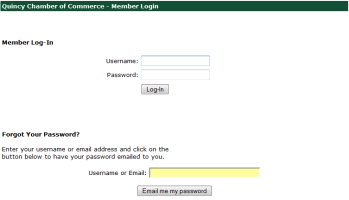 Quincy Chamber of Commerce - Member Login
Member Log-In
Username:
Password:
Log-In
Forgot Your Password?
Enter your username or email address and click on the
button below to have your password emailed to you.
Username or Email:
Email me my password